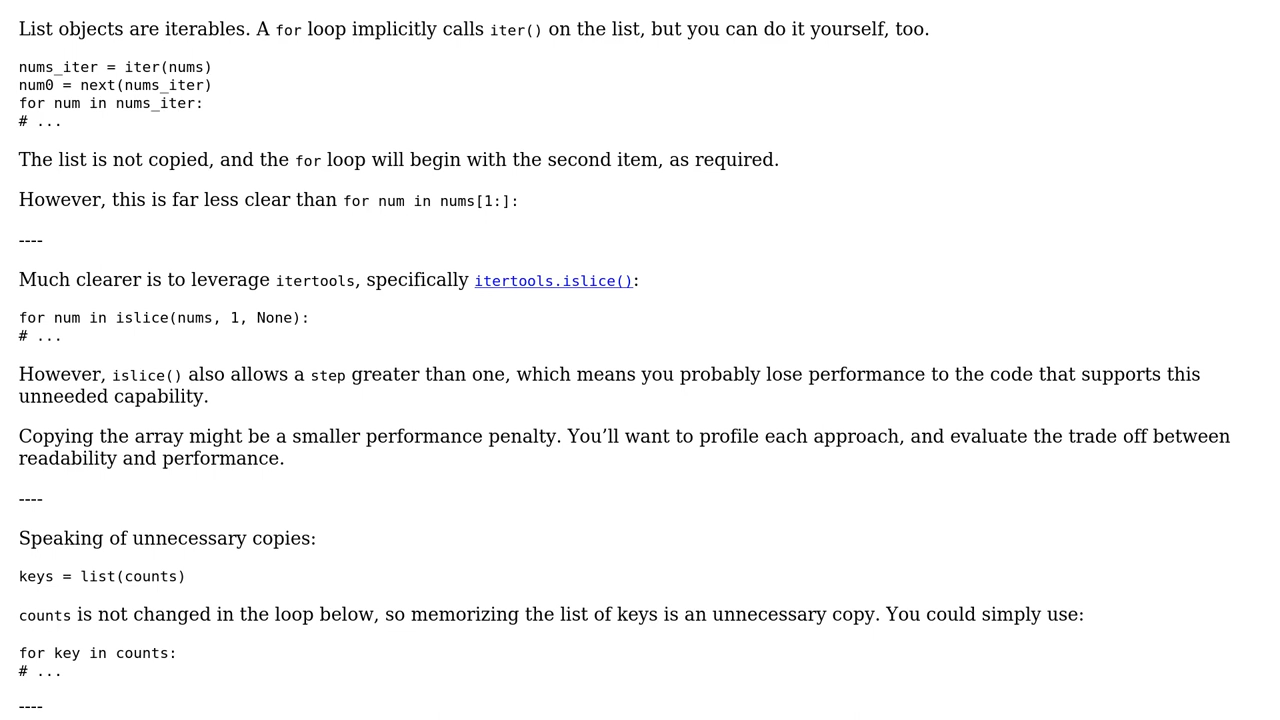 List objects are iterables. A for loop implicitly calls iter() on the list, but you can do it yourself, too.
nums_iter = iter(nums)
num0 = next(nums_iter)
for num in nums_iter:
# ...
The list is not copied, and the for loop will begin with the second item, as required.
However, this is far less clear than for num in nums[1:]:
----
Much clearer is to leverage itertools, specifically itertools.islice():
for num in islice(nums, 1, None):
# ...
However, islice() also allows a step greater than one, which means you probably lose performance to the code that supports this
unneeded capability.
Copying the array might be a smaller performance penalty. You’ll want to profile each approach, and evaluate the trade off between
readability and performance.
----
Speaking of unnecessary copies:
keys = list(counts)
counts is not changed in the loop below, so memorizing the list of keys is an unnecessary copy. You could simply use:
for key in counts:
# ...
----